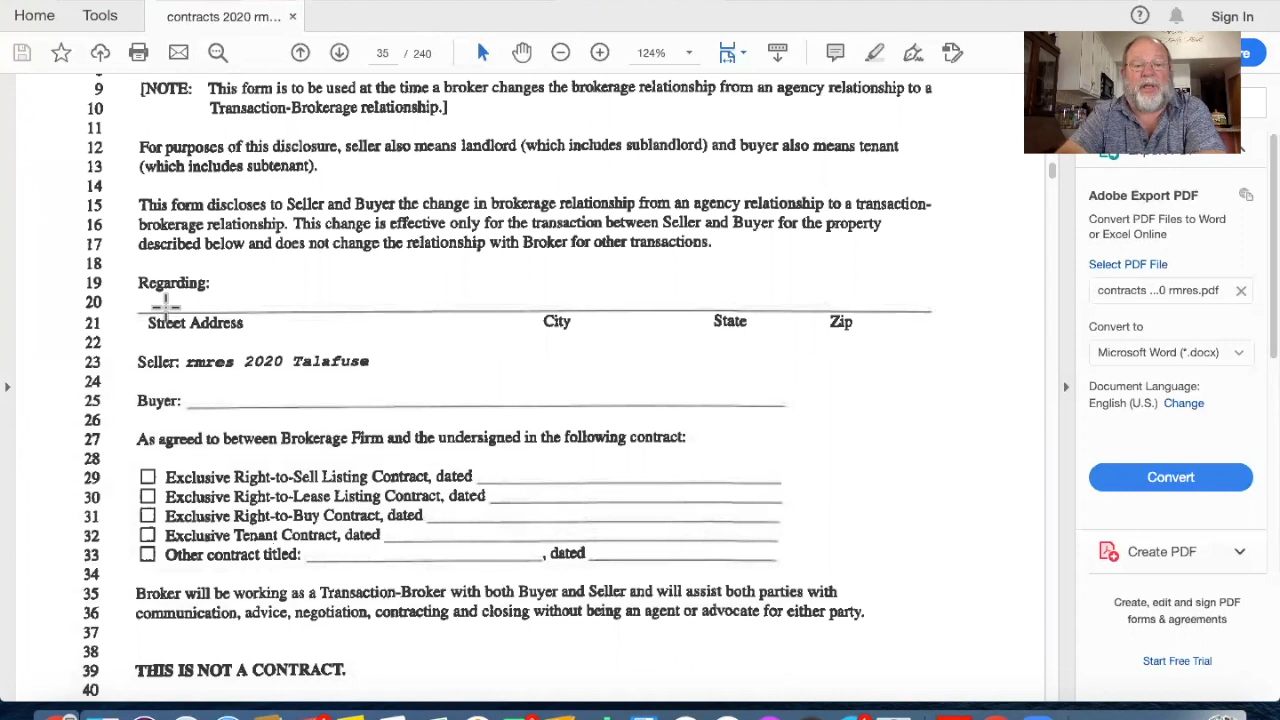 Home Tools contracts 2020 rm... × Sign In
35 / 240 124%
9 [NOTE: This form is to be used at the time a broker changes the brokerage relationship from an agency relationship to a
10 Transaction-Brokerage relationship.]
11
12 For purposes of this disclosure, seller also means landlord (which includes sublandlord) and buyer also means tenant
13 (which includes subtenant).
14
15 This form discloses to Seller and Buyer the change in brokerage relationship from an agency relationship to a transaction-
16 brokerage relationship. This change is effective only for the transaction between Seller and Buyer for the property
17 described below and does not change the relationship with Broker for other transactions.
18
19 Regarding:
20
21 Street Address City State Zip
22
23 Seller: rmres 2020 Talafuse
24
25 Buyer:
26
27 As agreed to between Brokerage Firm and the undersigned in the following contract:
28
29 Exclusive Right-to-Sell Listing Contract, dated
30 Exclusive Right-to-Lease Listing Contract, dated
31 Exclusive Right-to-Buy Contract, dated
32 Exclusive Tenant Contract, dated
33 Other contract titled: , dated
34
35 Broker will be working as a Transaction-Broker with both Buyer and Seller and will assist both parties with
36 communication, advice, negotiation, contracting and closing without being an agent or advocate for either party.
37
38
39 THIS IS NOT A CONTRACT.
40
Adobe Export PDF
Convert PDF Files to Word
or Excel Online
Select PDF File
contracts ...0 rmres.pdf
Convert to
Microsoft Word (*.docx)
Document Language:
English (U.S.) Change
Convert
Create PDF
Create, edit and sign PDF
forms & agreements
Start Free Trial